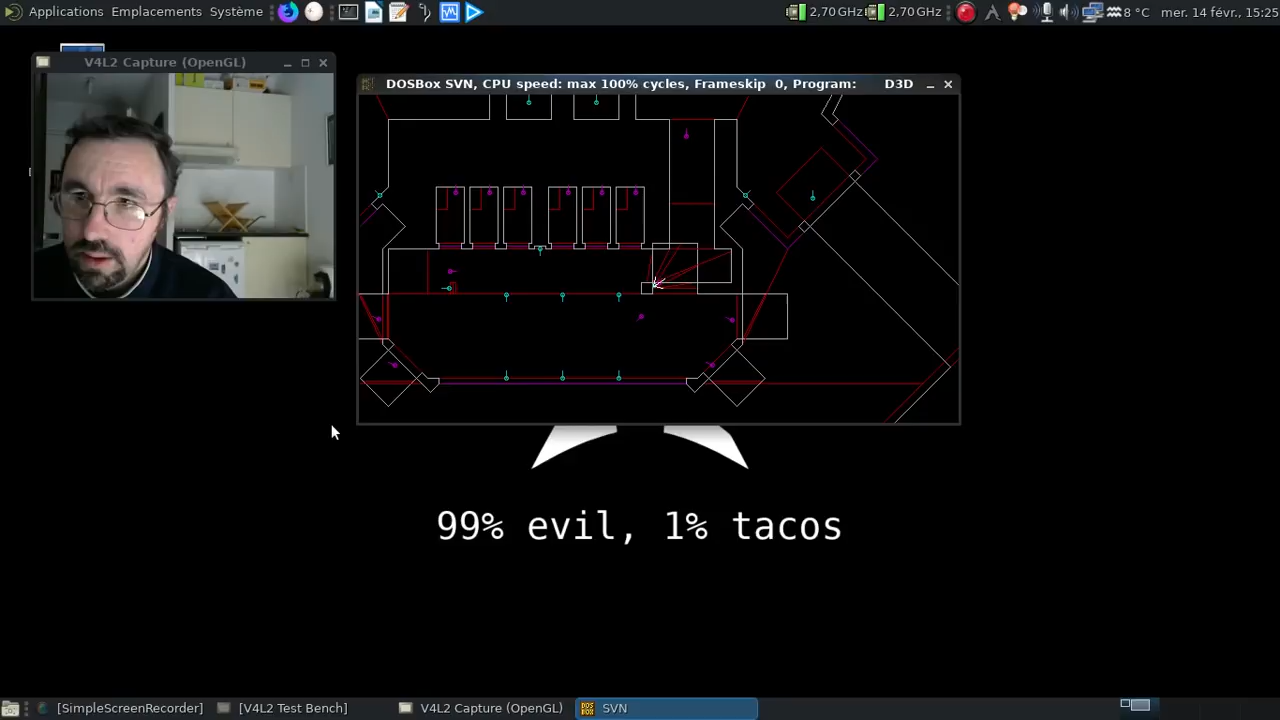 Applications Emplacements Système 2,70 GHz 2,70 GHz 8 °C mer. 14 févr., 15:25
V4L2 Capture (OpenGL)
DOSBox SVN, CPU speed: max 100% cycles, Frameskip 0, Program: D3D
99% evil, 1% tacos
[SimpleScreenRecorder] [V4L2 Test Bench] V4L2 Capture (OpenGL) SVN